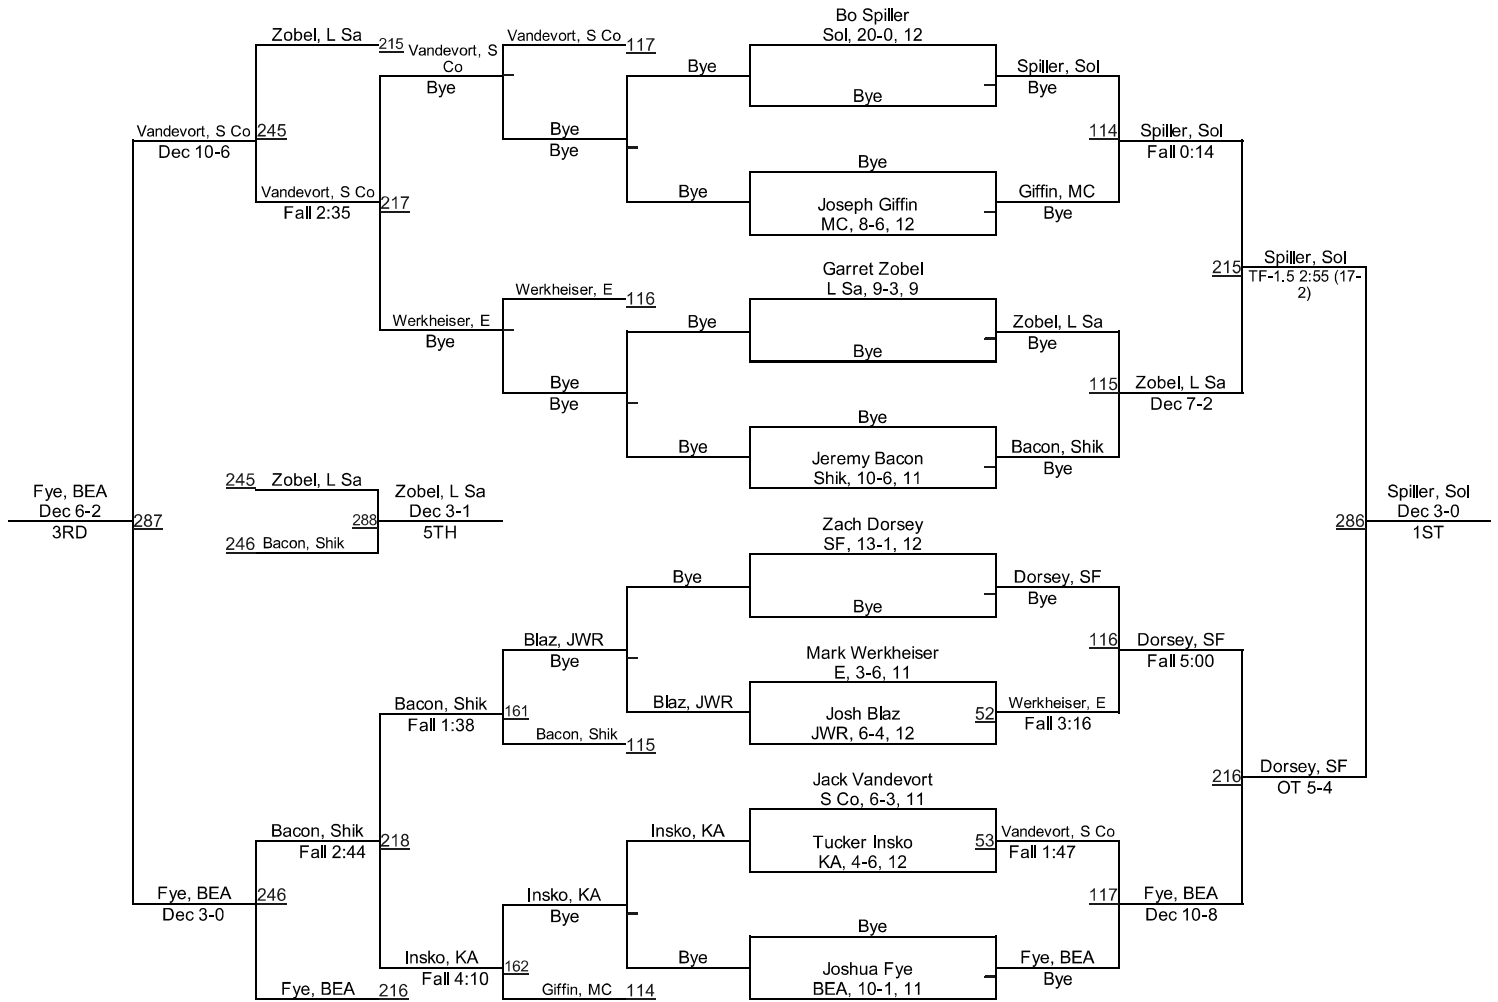 Bo Spiller
Sol, 20-0, 12
Zobel, L Sa
215
Vandevort, S
Co
Bye
Vandevort, S Co
117
Bye
Bye
Spiller, Sol
Bye
Vandevort, S Co
245
Dec 10-6
Bye
Bye
114
Spiller, Sol
Fall 0:14
Bye
Vandevort, S Co
217
Fall 2:35
Bye
Joseph Giffin
MC, 8-6, 12
Giffin, MC
Bye
Garret Zobel
L Sa, 9-3, 9
215
Spiller, Sol
TF-1.5 2:55 (17-
2)
Werkheiser, E
116
Werkheiser, E
Bye
Bye
Bye
Zobel, L Sa
Bye
Bye
Bye
115
Zobel, L Sa
Dec 7-2
Bye
Bye
Jeremy Bacon
Shik, 10-6, 11
Bacon, Shik
Bye
245
Zobel, L Sa
Fye, BEA
Dec 6-2
3RD
287
288
Zobel, L Sa
Dec 3-1
5TH
246
Bacon, Shik
286
Spiller, Sol
Dec 3-0
1ST
Zach Dorsey
SF, 13-1, 12
Bye
Bye
Dorsey, SF
Bye
Blaz, JWR
Bye
Mark Werkheiser
E, 3-6, 11
116
Dorsey, SF
Fall 5:00
Bacon, Shik
161
Fall 1:38
Blaz, JWR
Josh Blaz
JWR, 6-4, 12
52
Werkheiser, E
Fall 3:16
Bacon, Shik
115
Jack Vandevort
S Co, 6-3, 11
216
Dorsey, SF
OT 5-4
Bacon, Shik
218
Fall 2:44
Insko, KA
Tucker Insko
KA, 4-6, 12
53
Vandevort, S Co
Fall 1:47
Fye, BEA
246
Dec 3-0
Insko, KA
Bye
117
Fye, BEA
Dec 10-8
Bye
Insko, KA
162
Fall 4:10
Bye
Joshua Fye
BEA, 10-1, 11
Fye, BEA
Bye
Fye, BEA
216
Giffin, MC
114